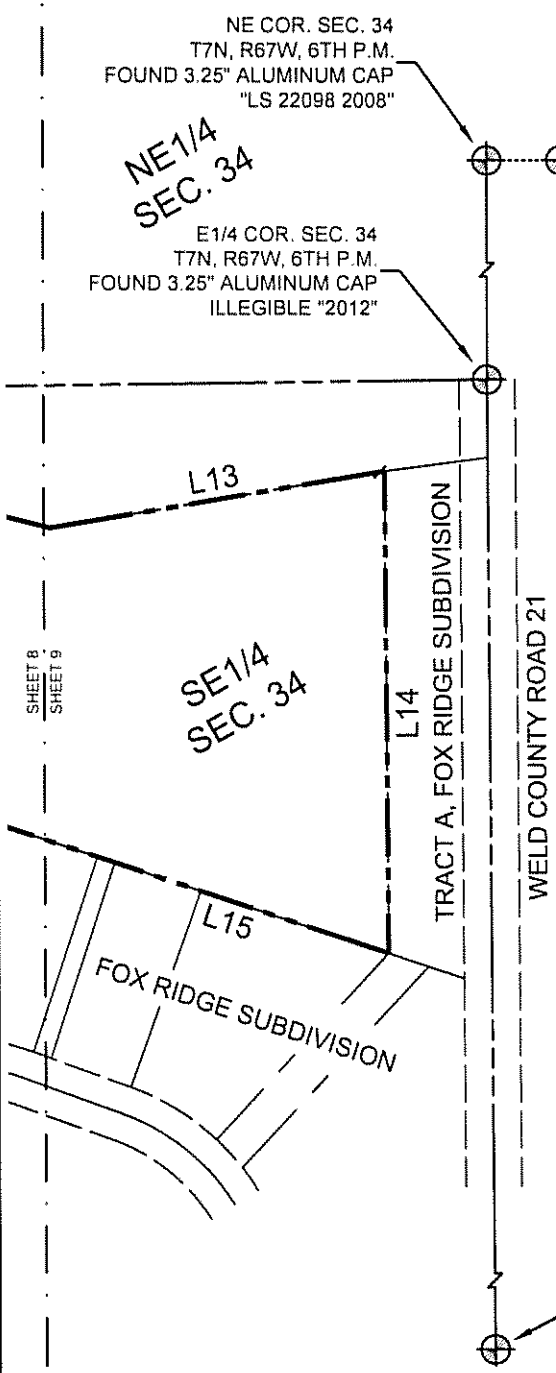 NE COR. SEC. 34
T7N, R67W, 6TH P.M.
FOUND 3.25" ALUMINUM CAP
"LS 22098 2008"
NE1/4
SEC. 34
E1/4 COR. SEC. 34
T7N, R67W, 6TH P.M.
FOUND 3.25" ALUMINUM CAP
ILLEGIBLE "2012"
L13
SHEET 8
SHEET 9
SE1/4
SEC. 34
L14
TRACT A, FOX RIDGE SUBDIVISION
WELD COUNTY ROAD 21
L15
FOX RIDGE SUBDIVISION